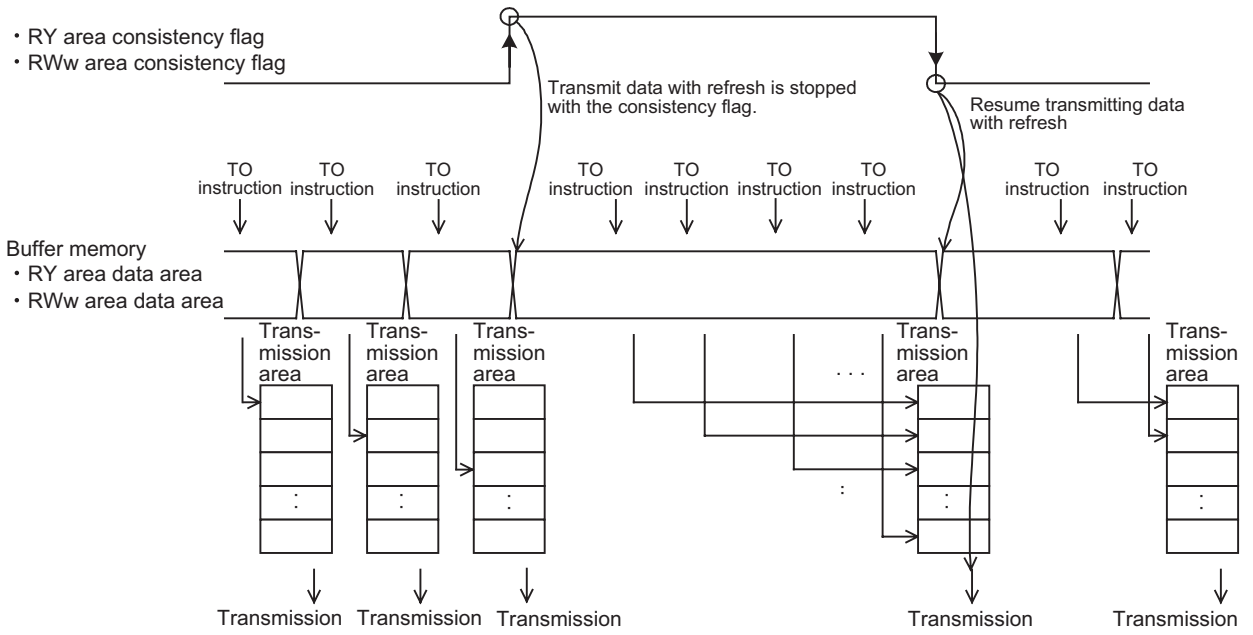 ・RY area consistency flag
・RWw area consistency flag
Transmit data with refresh is stopped
with the consistency flag.
Resume transmitting data
with refresh
TO
instruction
TO
instruction
TO
instruction
TO
instruction
TO
instruction
TO
instruction
TO
instruction
TO
instruction
TO
instruction
Buffer memory
・RY area data area
・RWw area data area
Trans-
mission
area
Trans-
mission
area
Trans-
mission
area
. . .
Trans-
mission
area
Trans-
mission
area
:
:
:
:
:
:
Transmission
Transmission
Transmission
Transmission
Transmission